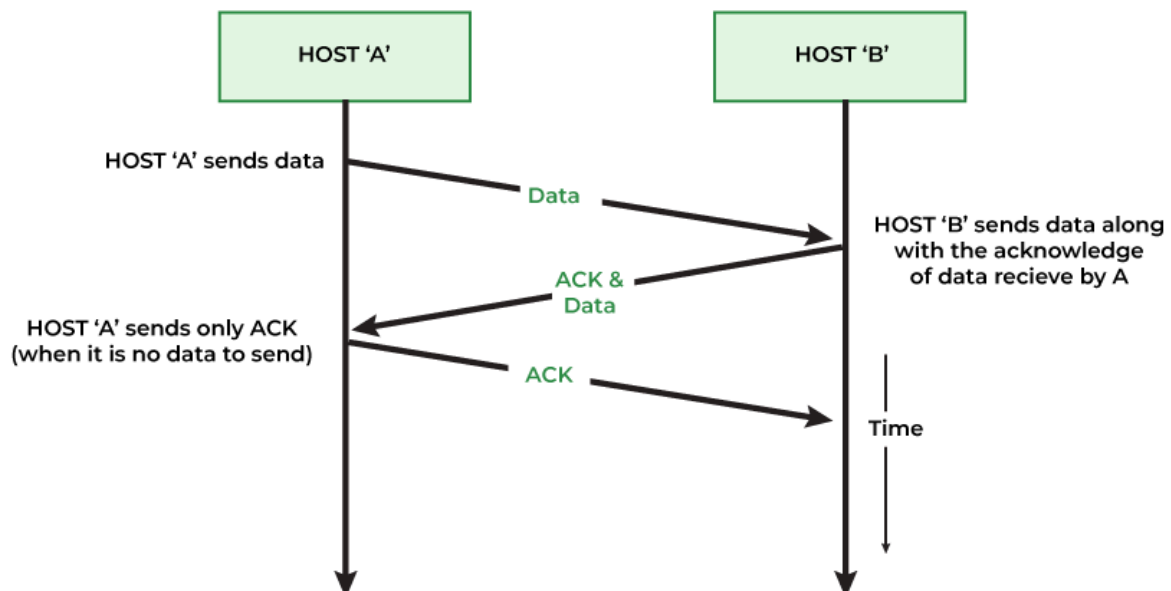 HOST ‘A’
HOST ‘B’
HOST ‘A’ sends data
Data
HOST ‘B’ sends data along
with the acknowledge
of data recieve by A
ACK &
Data
HOST ‘A’ sends only ACK
(when it is no data to send)
ACK
Time